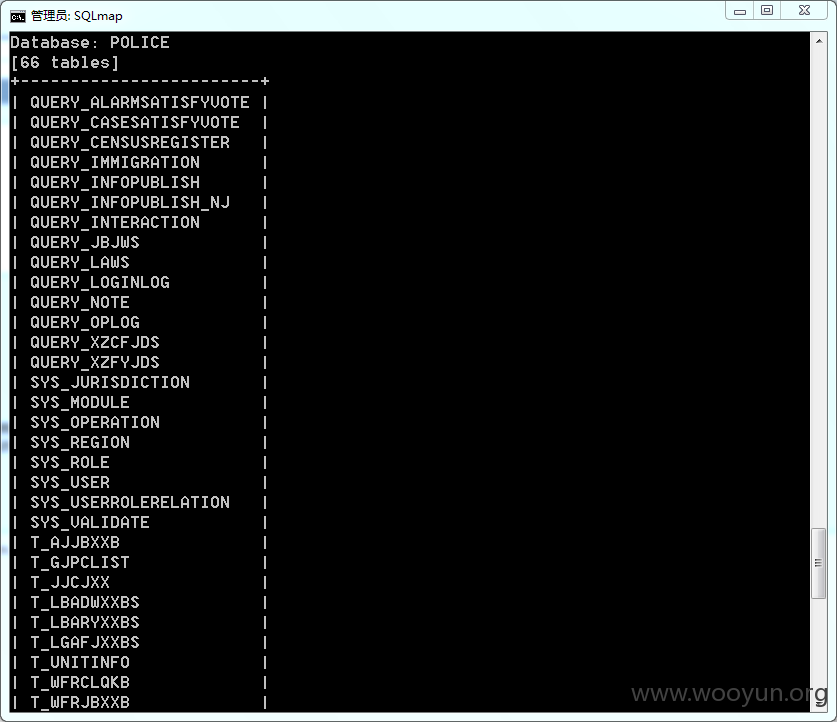 管理员: SQLmap
Database: POLICE
[66 tables]
+------------------------+
| QUERY_ALARMSATISFYVOTE |
| QUERY_CASESATISFYVOTE |
| QUERY_CENSUSREGISTER |
| QUERY_IMMIGRATION |
| QUERY_INFOPUBLISH |
| QUERY_INFOPUBLISH_NJ |
| QUERY_INTERACTION |
| QUERY_JBJWS |
| QUERY_LAWS |
| QUERY_LOGINLOG |
| QUERY_NOTE |
| QUERY_OPLOG |
| QUERY_XZCFJDS |
| QUERY_XZFYJDS |
| SYS_JURISDICTION |
| SYS_MODULE |
| SYS_OPERATION |
| SYS_REGION |
| SYS_ROLE |
| SYS_USER |
| SYS_USERROLERELATION |
| SYS_VALIDATE |
| T_AJJBXXB |
| T_GJPCLIST |
| T_JJCJXX |
| T_LBADWXXBS |
| T_LBARYXXBS |
| T_LGAFJXXBS |
| T_UNITINFO |
| T_WFRCLQKB |
| T_WFRJBXXB |
www.wooyun.org